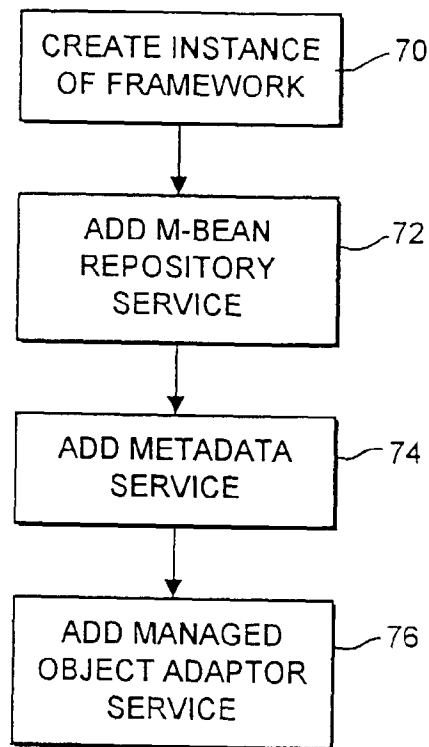 CREATE INSTANCE
OF FRAMEWORK
70
ADD M-BEAN
REPOSITORY
SERVICE
72
ADD METADATA
SERVICE
74
ADD MANAGED
OBJECT ADAPTOR
SERVICE
76